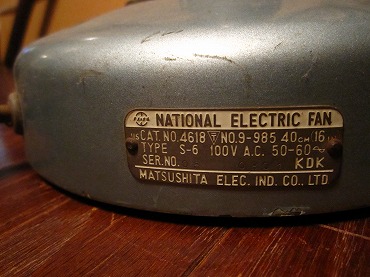 NATIONAL ELECTRIC FAN
CAT.NO.4618 ▽ NO.9-985 40cm(16")
TYPE S-6 100V A.C. 50-60~
SER.NO. KDK
MATSUSHITA ELEC. IND. CO., LTD